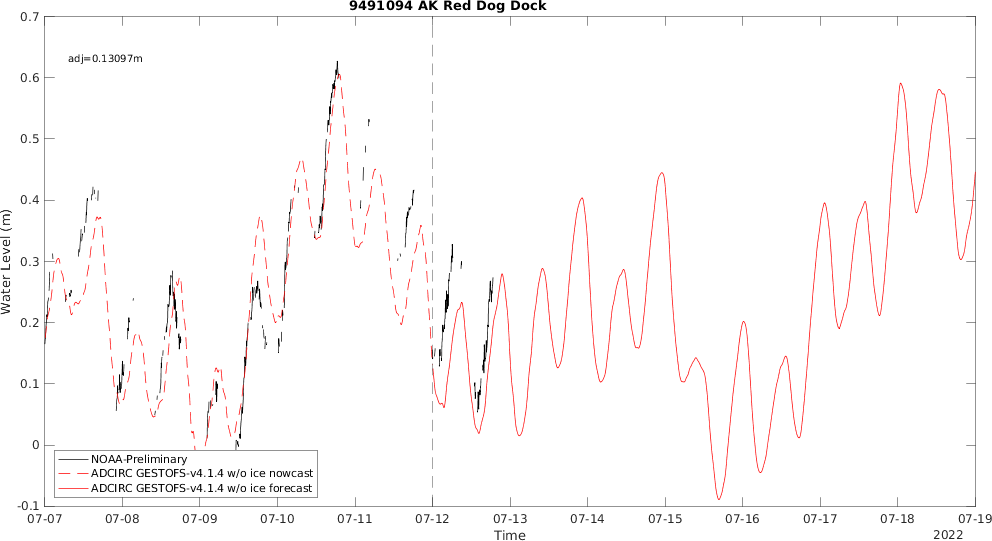 9491094 AK Red Dog Dock
0.7
adj=0.13097m
0.6
0.5
0.4
0.3
0.2
0.1
0
-0.1
Water Level (m)
NOAA-Preliminary
ADCIRC GESTOFS-v4.1.4 w/o ice nowcast
ADCIRC GESTOFS-v4.1.4 w/o ice forecast
07-07 07-08 07-09 07-10 07-11 07-12 07-13 07-14 07-15 07-16 07-17 07-18 07-19
Time
2022